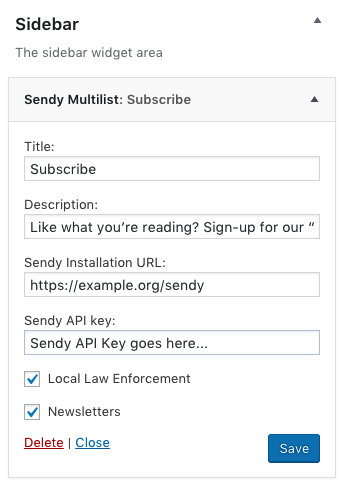 Sidebar
The sidebar widget area
Sendy Multilist: Subscribe
Title:
Subscribe
Description:
Like what you’re reading? Sign-up for our “
Sendy Installation URL:
https://example.org/sendy
Sendy API key:
Sendy API Key goes here...
Local Law Enforcement
Newsletters
Delete | Close
Save